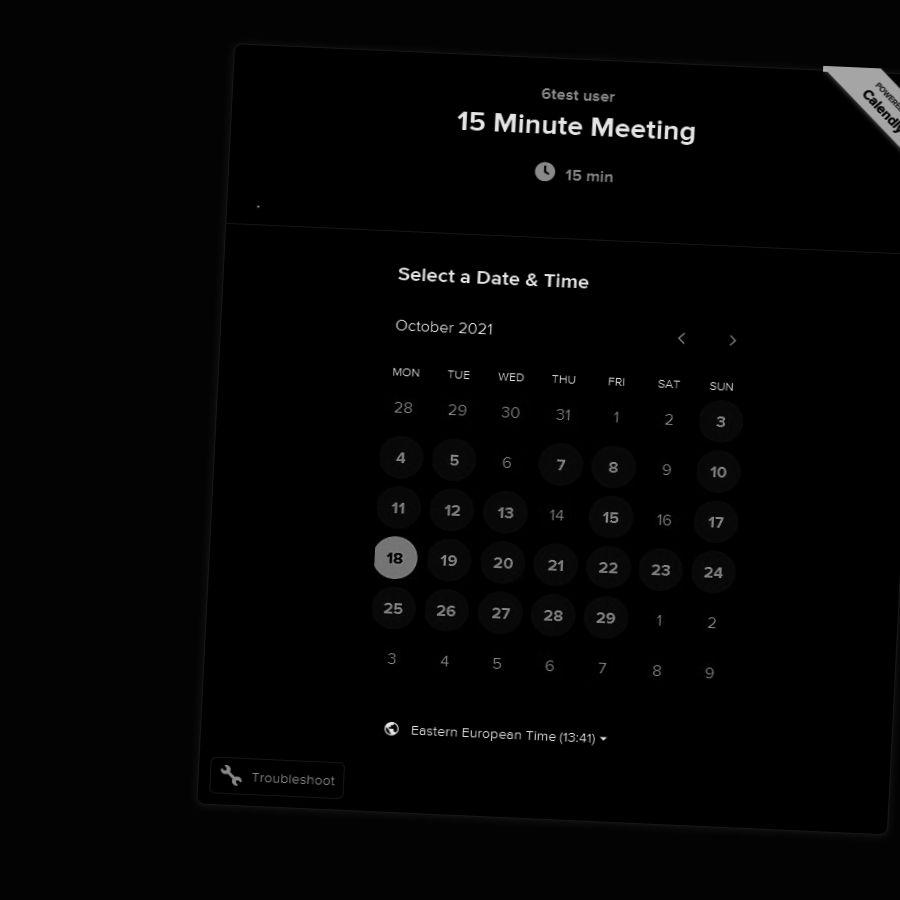 6test user
15 Minute Meeting
15 min
Calendly
Select a Date & Time
October 2021
MON TUE WED THU FRI SAT SUN
28 29 30 31 1 2 3
4 5 6 7 8 9 10
11 12 13 14 15 16 17
18 19 20 21 22 23 24
25 26 27 28 29 1 2
3 4 5 6 7 8 9
Eastern European Time (13:41)
Troubleshoot